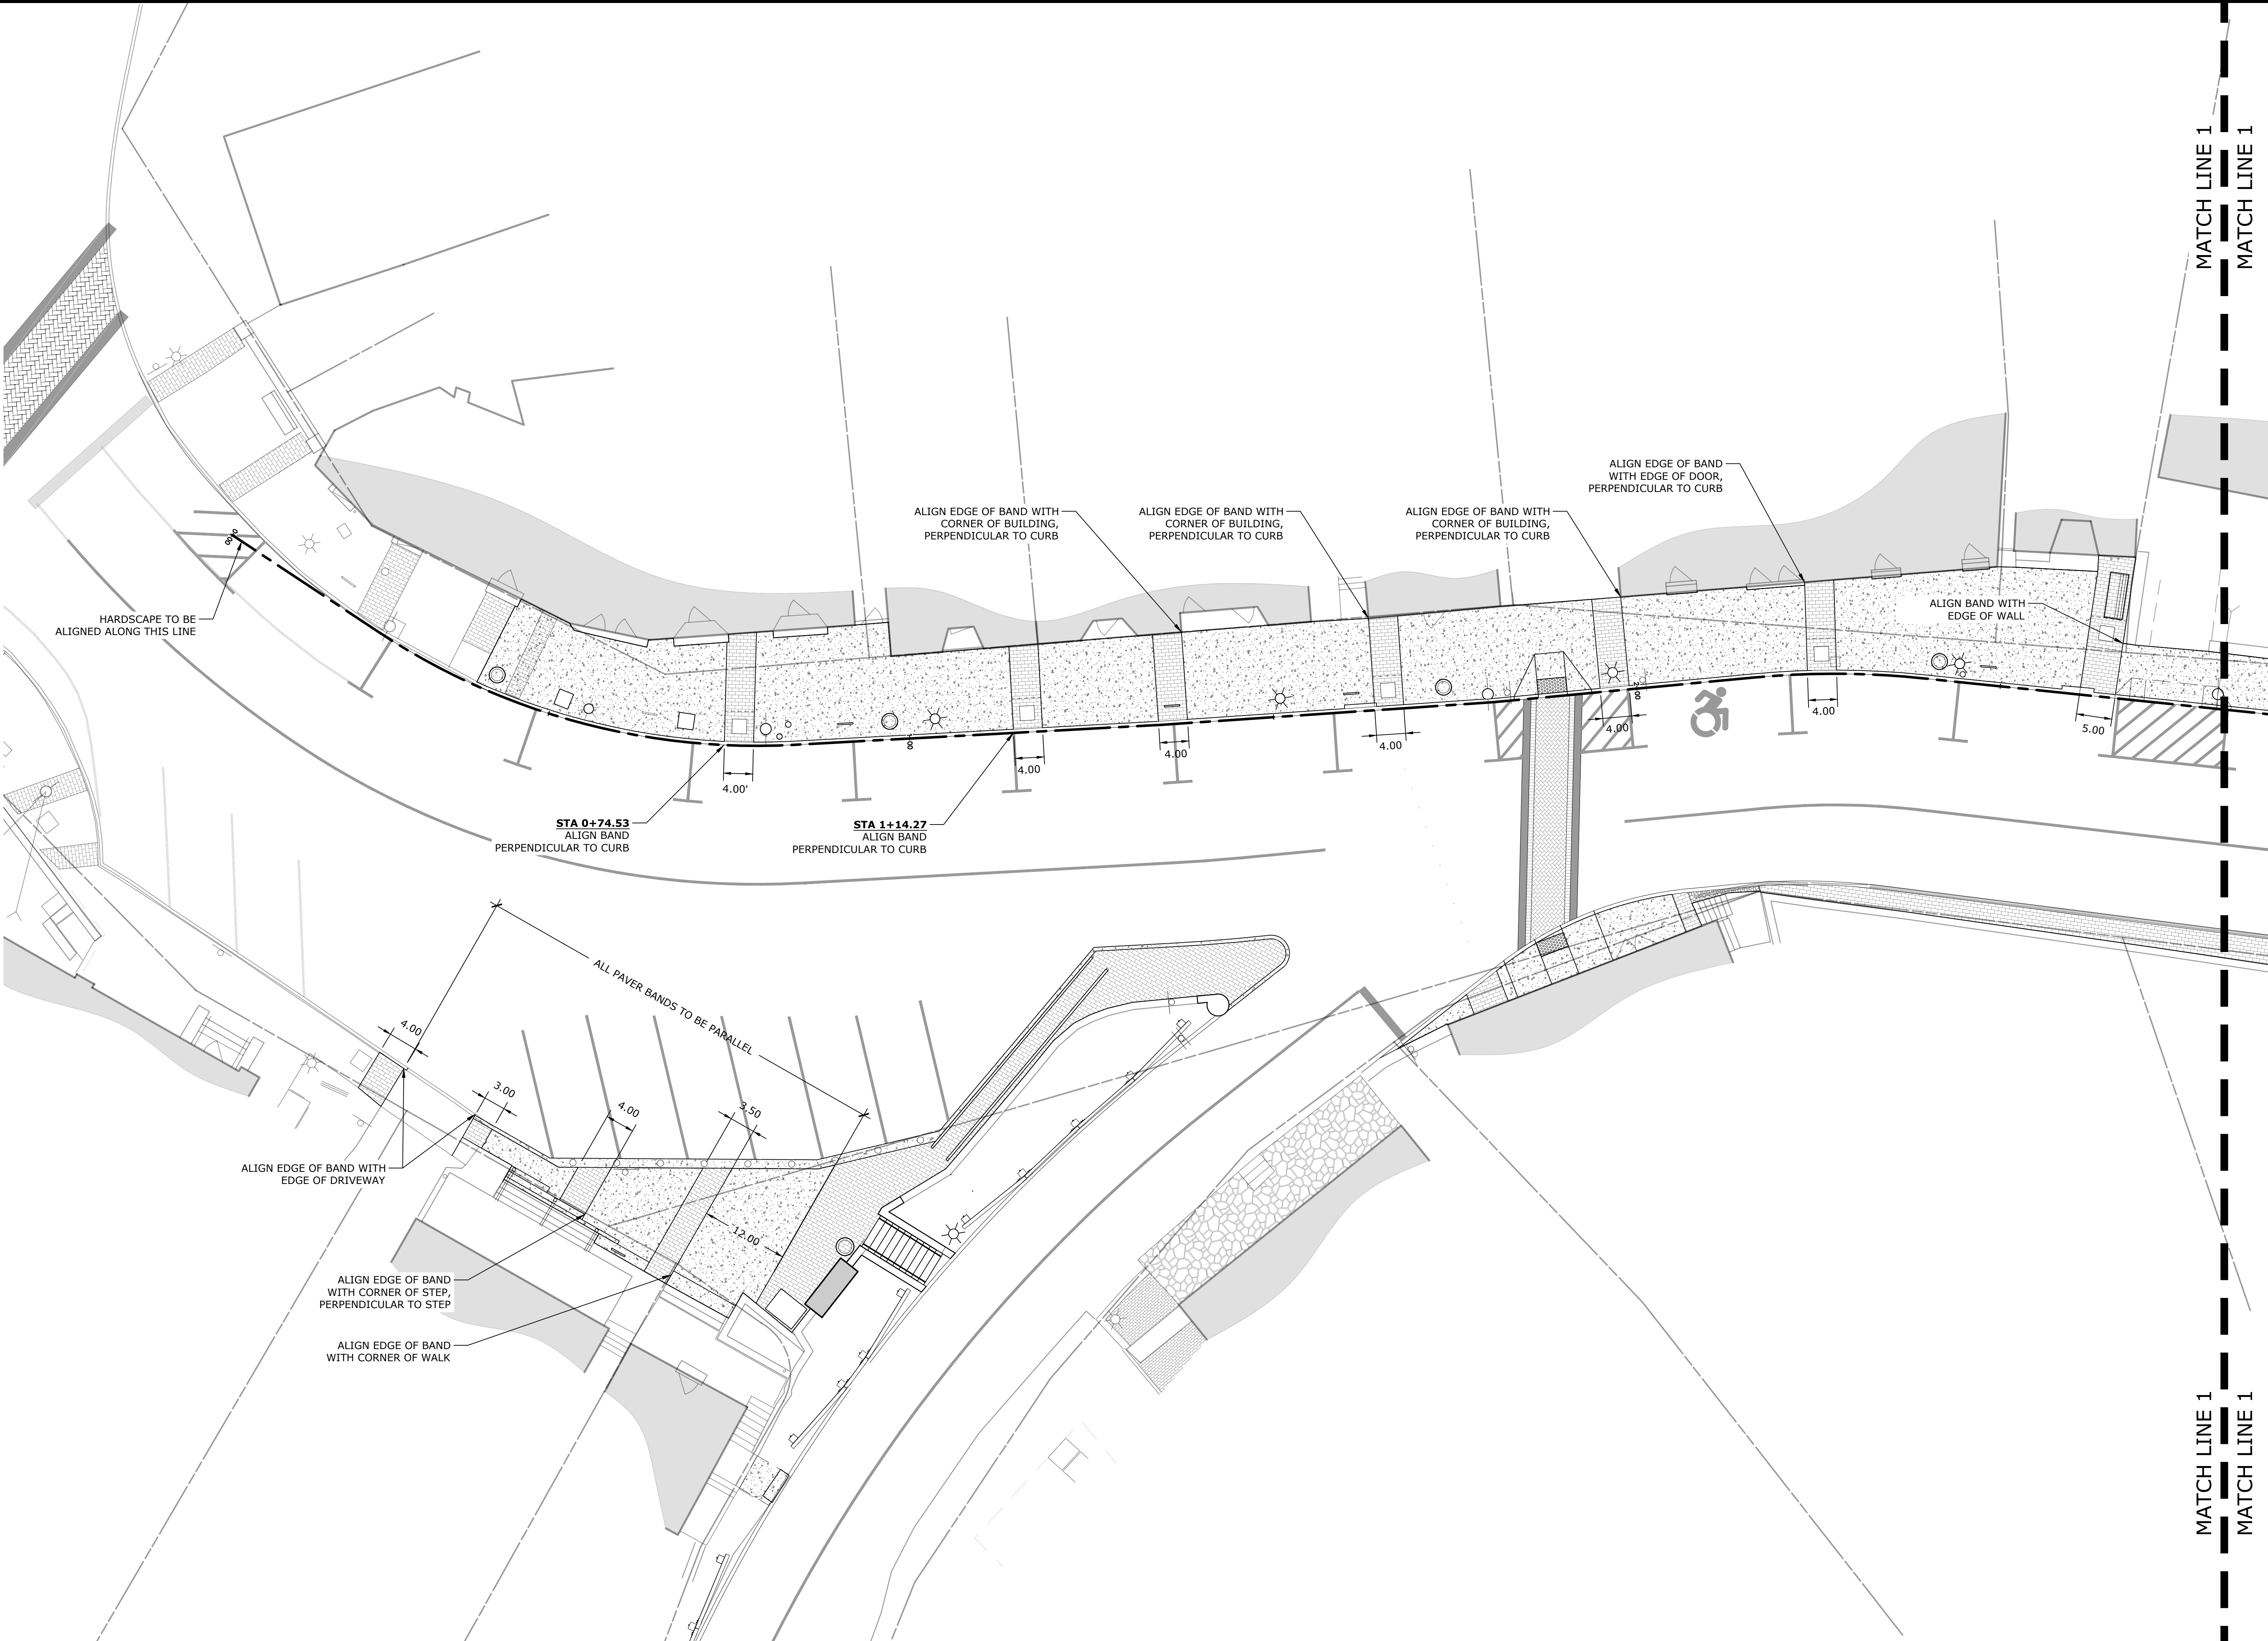 MATCH LINE 1
MATCH LINE 1
ALIGN EDGE OF BAND
WITH EDGE OF DOOR,
PERPENDICULAR TO CURB
ALIGN EDGE OF BAND WITH
CORNER OF BUILDING,
PERPENDICULAR TO CURB
ALIGN EDGE OF BAND WITH
CORNER OF BUILDING,
PERPENDICULAR TO CURB
ALIGN EDGE OF BAND WITH
CORNER OF BUILDING,
PERPENDICULAR TO CURB
HARDSCAPE TO BE
ALIGNED ALONG THIS LINE
ALIGN BAND WITH
EDGE OF WALL
4.00'
4.00
4.00
4.00
4.00
4.00
5.00
STA 0+74.53
ALIGN BAND
PERPENDICULAR TO CURB
STA 1+14.27
ALIGN BAND
PERPENDICULAR TO CURB
ALL PAVER BANDS TO BE PARALLEL
4.00
3.00
4.00
3.50
12.00
ALIGN EDGE OF BAND WITH
EDGE OF DRIVEWAY
ALIGN EDGE OF BAND
WITH CORNER OF STEP,
PERPENDICULAR TO STEP
ALIGN EDGE OF BAND
WITH CORNER OF WALK
MATCH LINE 1
MATCH LINE 1